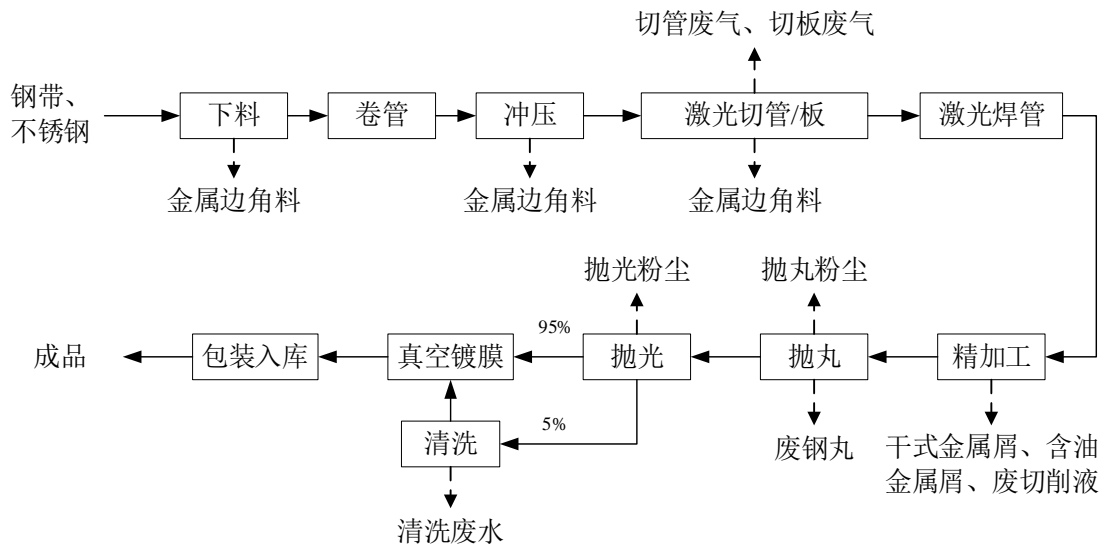 切管废气、切板废气
钢带、
不锈钢
下料
卷管
冲压
激光切管/板
激光焊管
金属边角料
金属边角料
金属边角料
抛光粉尘
抛丸粉尘
成品
包装入库
真空镀膜
95%
抛光
抛丸
精加工
清洗
5%
废钢丸
干式金属屑、含油
金属屑、废切削液
清洗废水